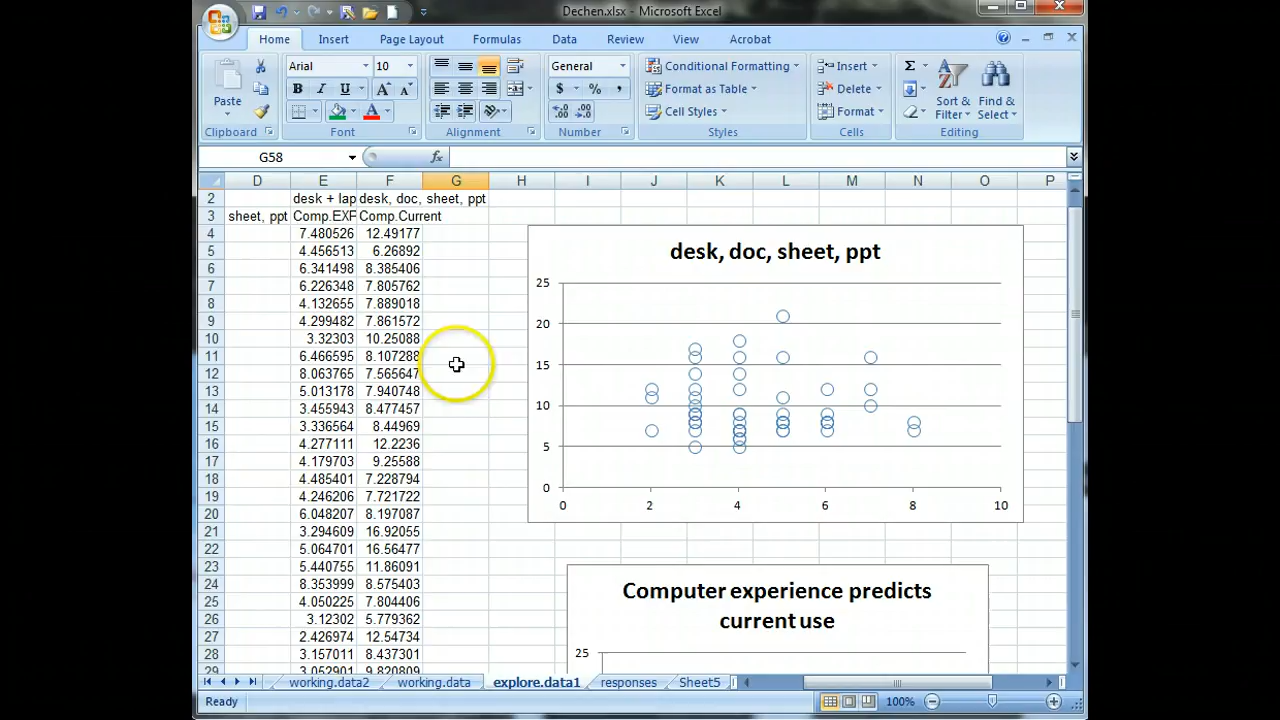 Dechen.xlsx - Microsoft Excel
Home Insert Page Layout Formulas Data Review View Acrobat
Arial 10 General Conditional Formatting Insert
Paste B I U A A $ % , Format as Table Delete Sort & Filter Find & Select
A Cell Styles Format
Clipboard Font Alignment Number Styles Cells Editing
G58 fx
D E F G H I J K L M N O P
2 desk + lap desk, doc, sheet, ppt
3 sheet, ppt Comp.EXF Comp.Current
4 7.480526 12.49177
5 4.456513 6.26892
6 6.341498 8.385406
7 6.226348 7.805762
8 4.132655 7.889018
9 4.299482 7.861572
10 3.32303 10.25088
11 6.466595 8.107288
12 8.063765 7.565647
13 5.013178 7.940748
14 3.455943 8.477457
15 3.336564 8.44969
16 4.277111 12.2236
17 4.179703 9.25588
18 4.485401 7.228794
19 4.246206 7.721722
20 6.048207 8.197087
21 3.294609 16.92055
22 5.064701 16.56477
23 5.440755 11.86091
24 8.353999 8.575403
25 4.050225 7.804406
26 3.12302 5.779362
27 2.426974 12.54734
28 3.157011 8.437301
29 3.052901 9.820809
desk, doc, sheet, ppt
25
20
15
10
5
0
0 2 4 6 8 10
Computer experience predicts
current use
25
working.data2 working.data explore.data1 responses Sheet5
Ready 100%